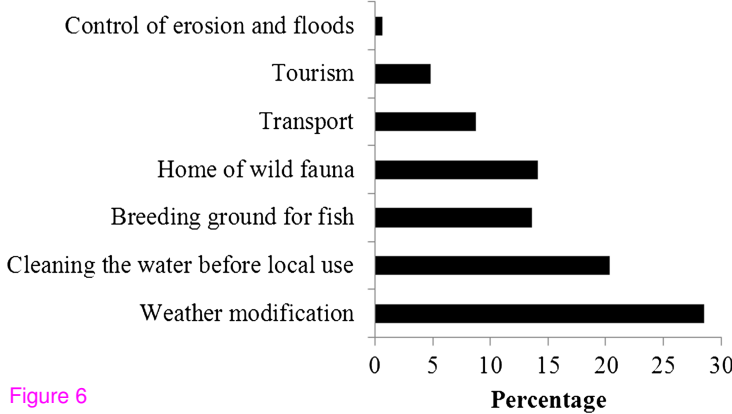 Control of erosion and floods
Tourism
Transport
Home of wild fauna
Breeding ground for fish
Cleaning the water before local use
Weather modification
0 5 10 15 20 25 30
Percentage
Figure 6